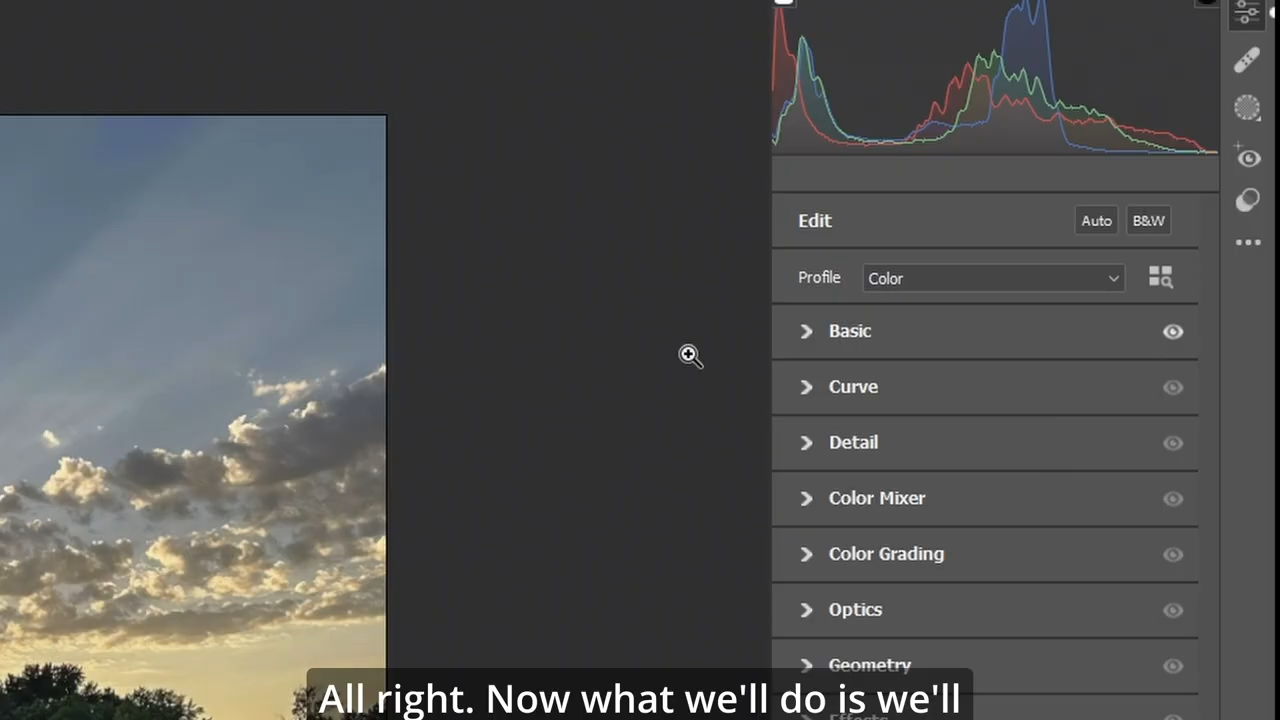 Edit
Auto
B&W
Profile
Color
Basic
Curve
Detail
Color Mixer
Color Grading
Optics
Geometry
Effects
All right. Now what we'll do is we'll